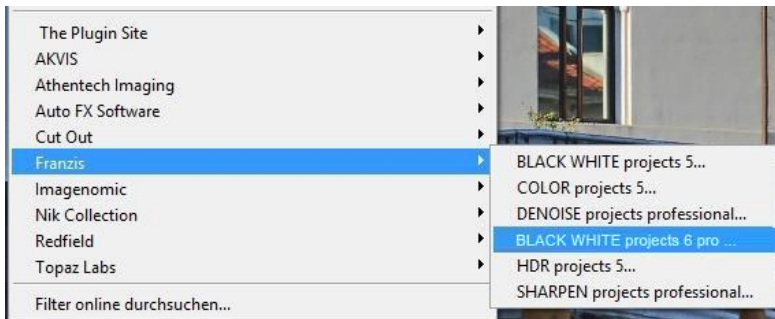 The Plugin Site
AKVIS
Athentech Imaging
Auto FX Software
Cut Out
Franzis
Imagenomic
Nik Collection
Redfield
Topaz Labs
Filter online durchsuchen...
BLACK WHITE projects 5...
COLOR projects 5...
DENOISE projects professional...
BLACK WHITE projects 6 pro ...
HDR projects 5...
SHARPEN projects professional...